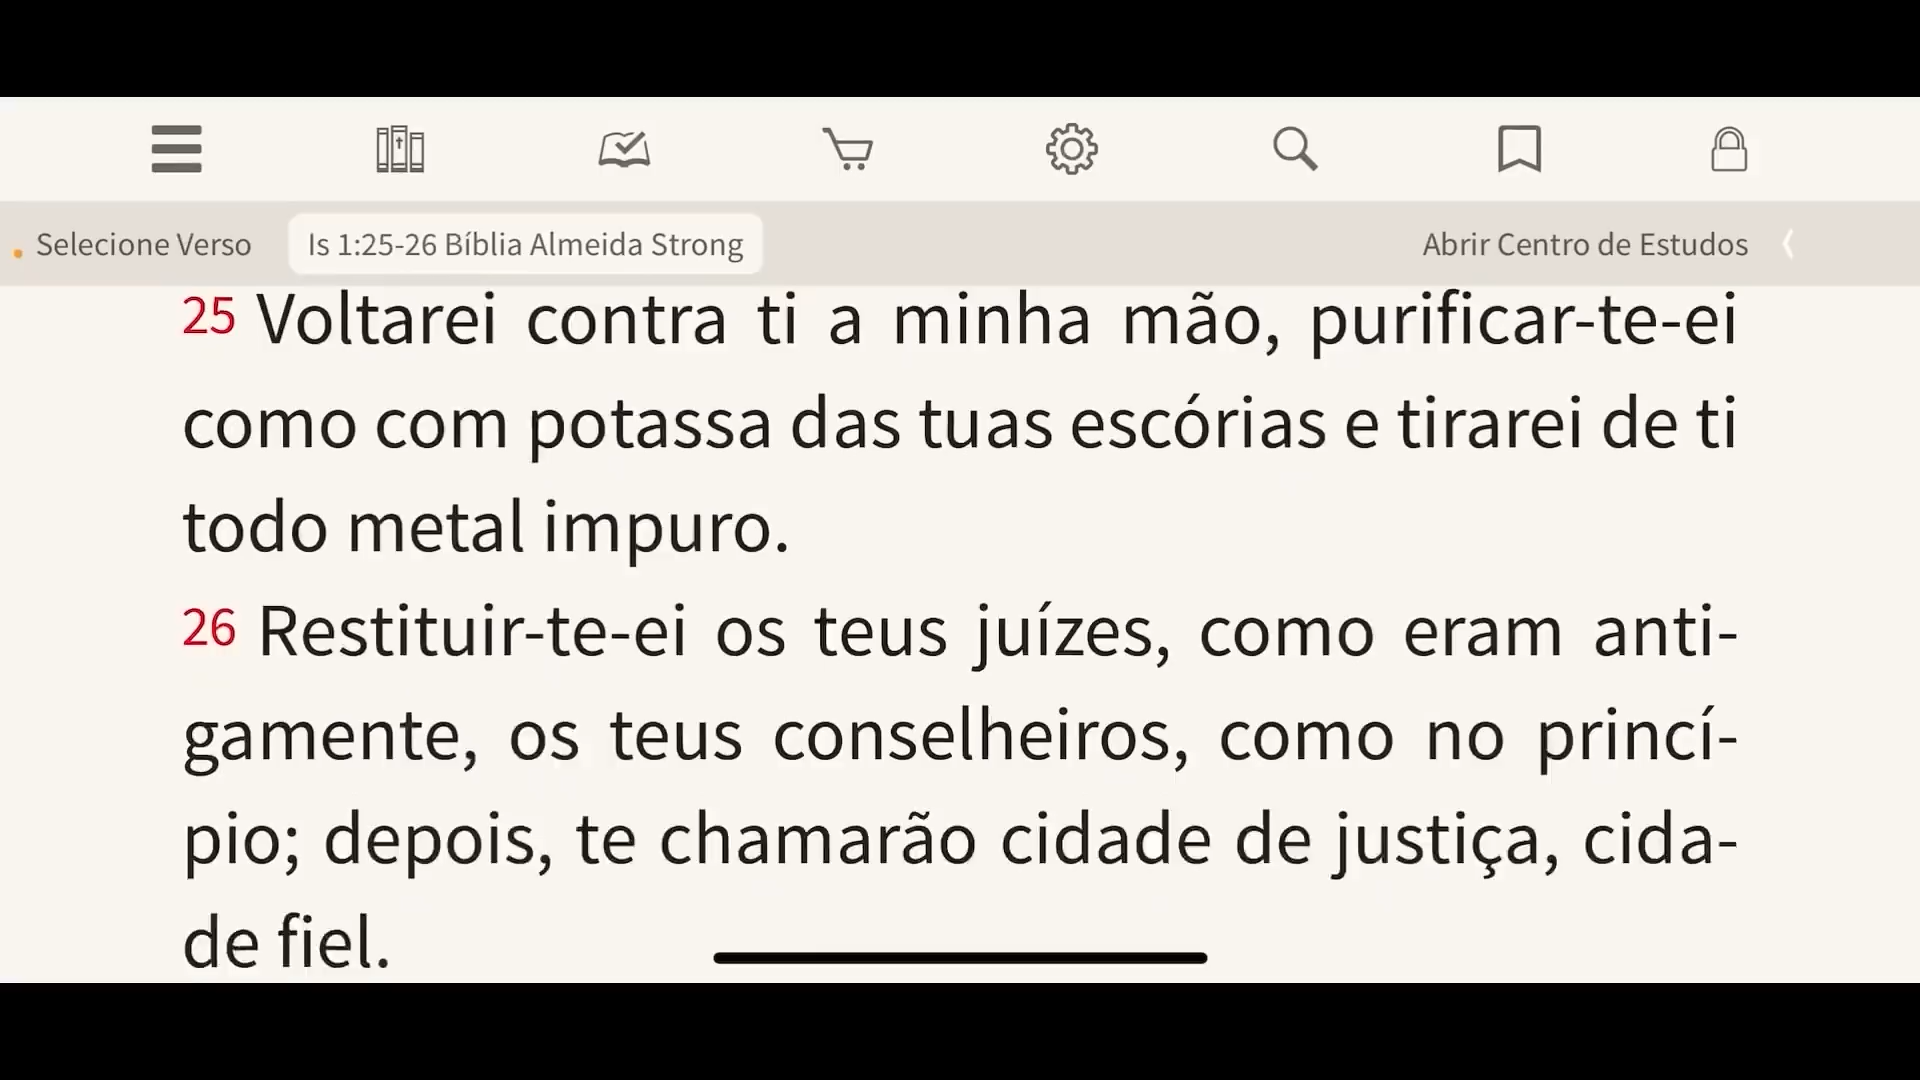 Selecione Verso Is 1:25-26 Bíblia Almeida Strong Abrir Centro de Estudos
25 Voltarei contra ti a minha mão, purificar-te-ei
como com potassa das tuas escórias e tirarei de ti
todo metal impuro.
26 Restituir-te-ei os teus juízes, como eram anti-
gamente, os teus conselheiros, como no princí-
pio; depois, te chamarão cidade de justiça, cida-
de fiel.